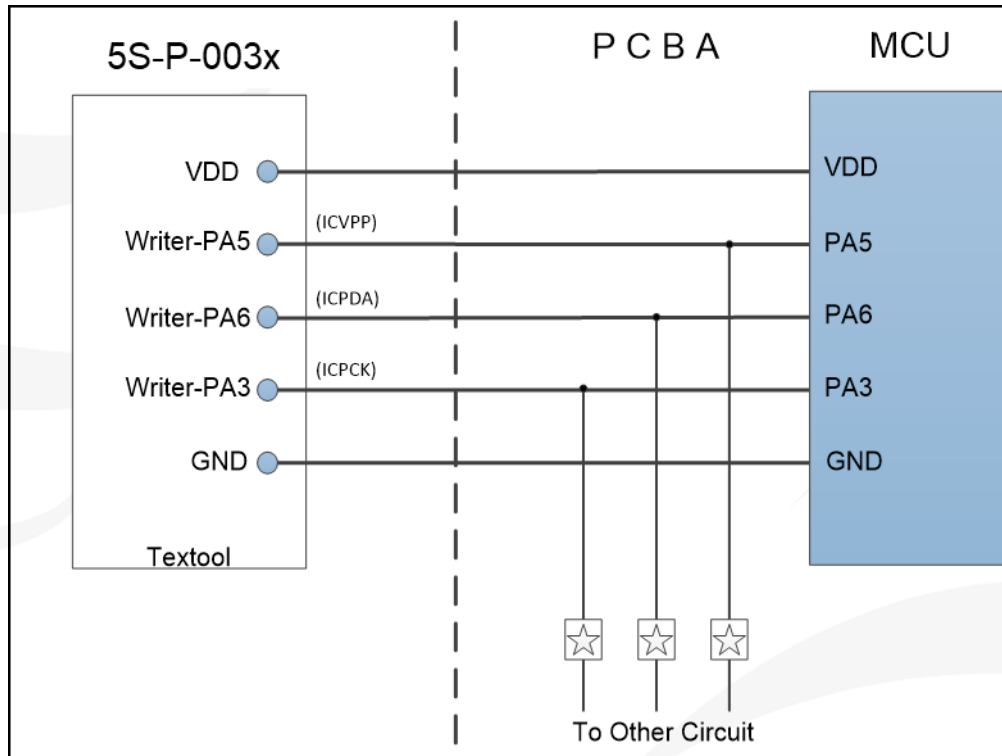 5S-P-003x
P C B A
MCU
VDD
VDD
Writer-PA5
(ICVPP)
PA5
Writer-PA6
(ICPDA)
PA6
Writer-PA3
(ICPCK)
PA3
GND
GND
Textool
To Other Circuit